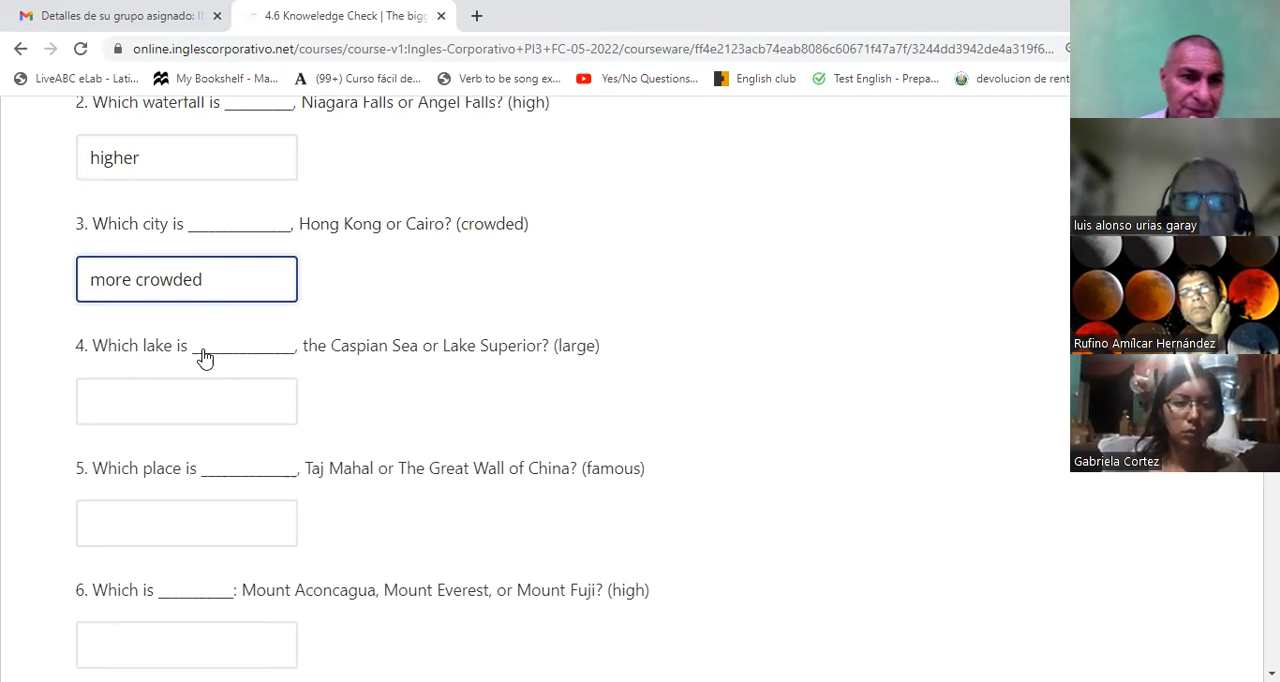 Detalles de su grupo asignado: II
4.6 Knoweledge Check | The bigg
online.inglescorporativo.net/courses/course-v1:Ingles-Corporativo+PI3+FC-05-2022/courseware/ff4e2123acb74eab8086c60671f47a7f/3244dd3942de4a319f6...
LiveABC eLab - Lati...
My Bookshelf - Ma...
(99+) Curso fácil de...
Verb to be song ex...
Yes/No Questions...
English club
Test English - Prepa...
devolucion de rent
2. Which waterfall is ________, Niagara Falls or Angel Falls? (high)
higher
3. Which city is ____________, Hong Kong or Cairo? (crowded)
more crowded
4. Which lake is ____________, the Caspian Sea or Lake Superior? (large)
5. Which place is ___________, Taj Mahal or The Great Wall of China? (famous)
6. Which is _________: Mount Aconcagua, Mount Everest, or Mount Fuji? (high)
luis alonso urias garay
Rufino Amílcar Hernández
Gabriela Cortez